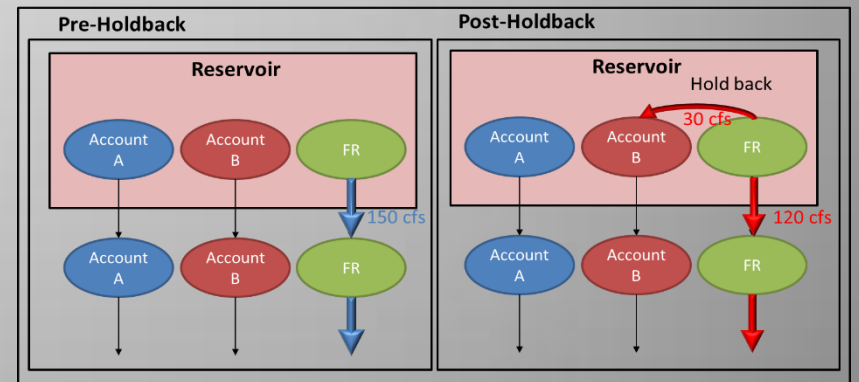 Pre-Holdback
Reservoir
Account
A
Account
B
FR
150 cfs
Account
A
Account
B
FR
Post-Holdback
Reservoir
Hold back
30 cfs
Account
A
Account
B
FR
120 cfs
Account
A
Account
B
FR